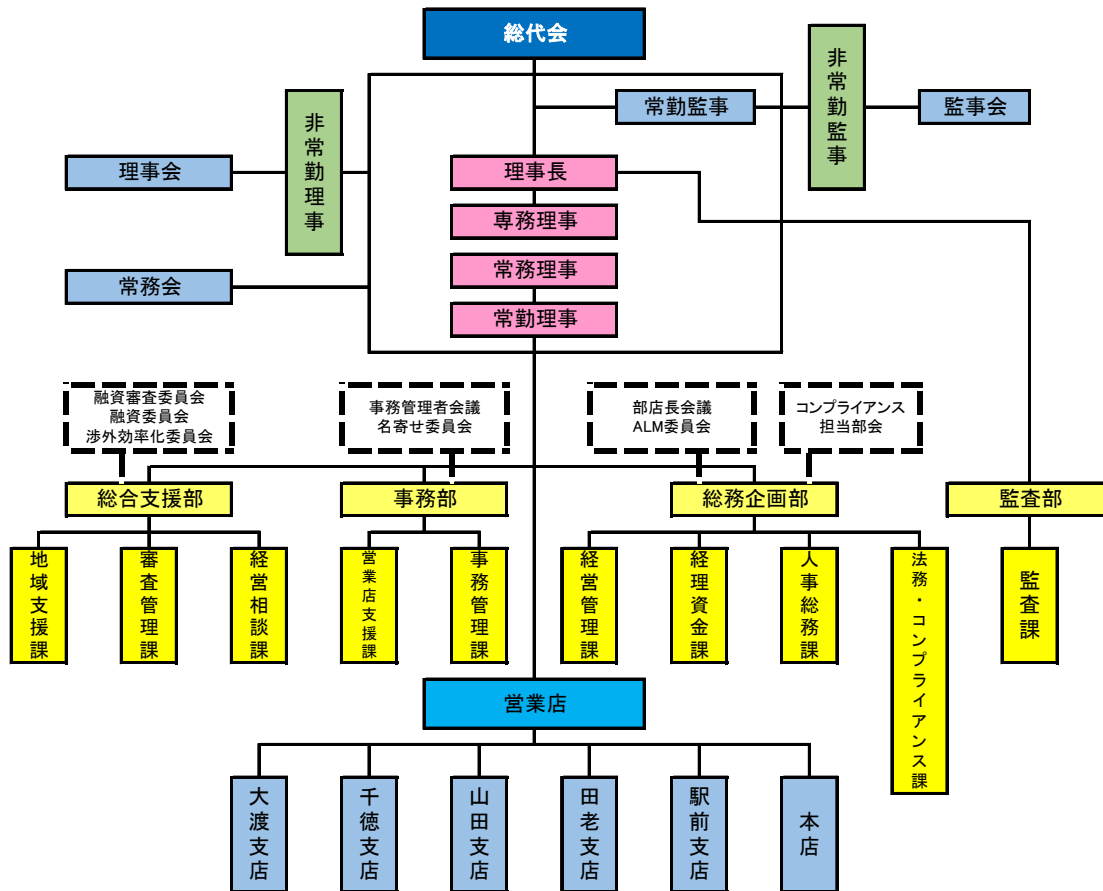 総代会
非常勤監事
常勤監事
監事会
非常勤理事
理事会
理事長
専務理事
常務理事
常務会
常勤理事
融資審査委員会
融資委員会
渉外効率化委員会
事務管理者会議
名寄せ委員会
部店長会議
ALM委員会
コンプライアンス
担当部会
総合支援部
事務部
総務企画部
監査部
地域支援課
審査管理課
経営相談課
営業店支援課
事務管理課
経営管理課
経理資金課
人事総務課
法務・コンプライアンス課
監査課
営業店
大渡支店
千徳支店
山田支店
田老支店
駅前支店
本店